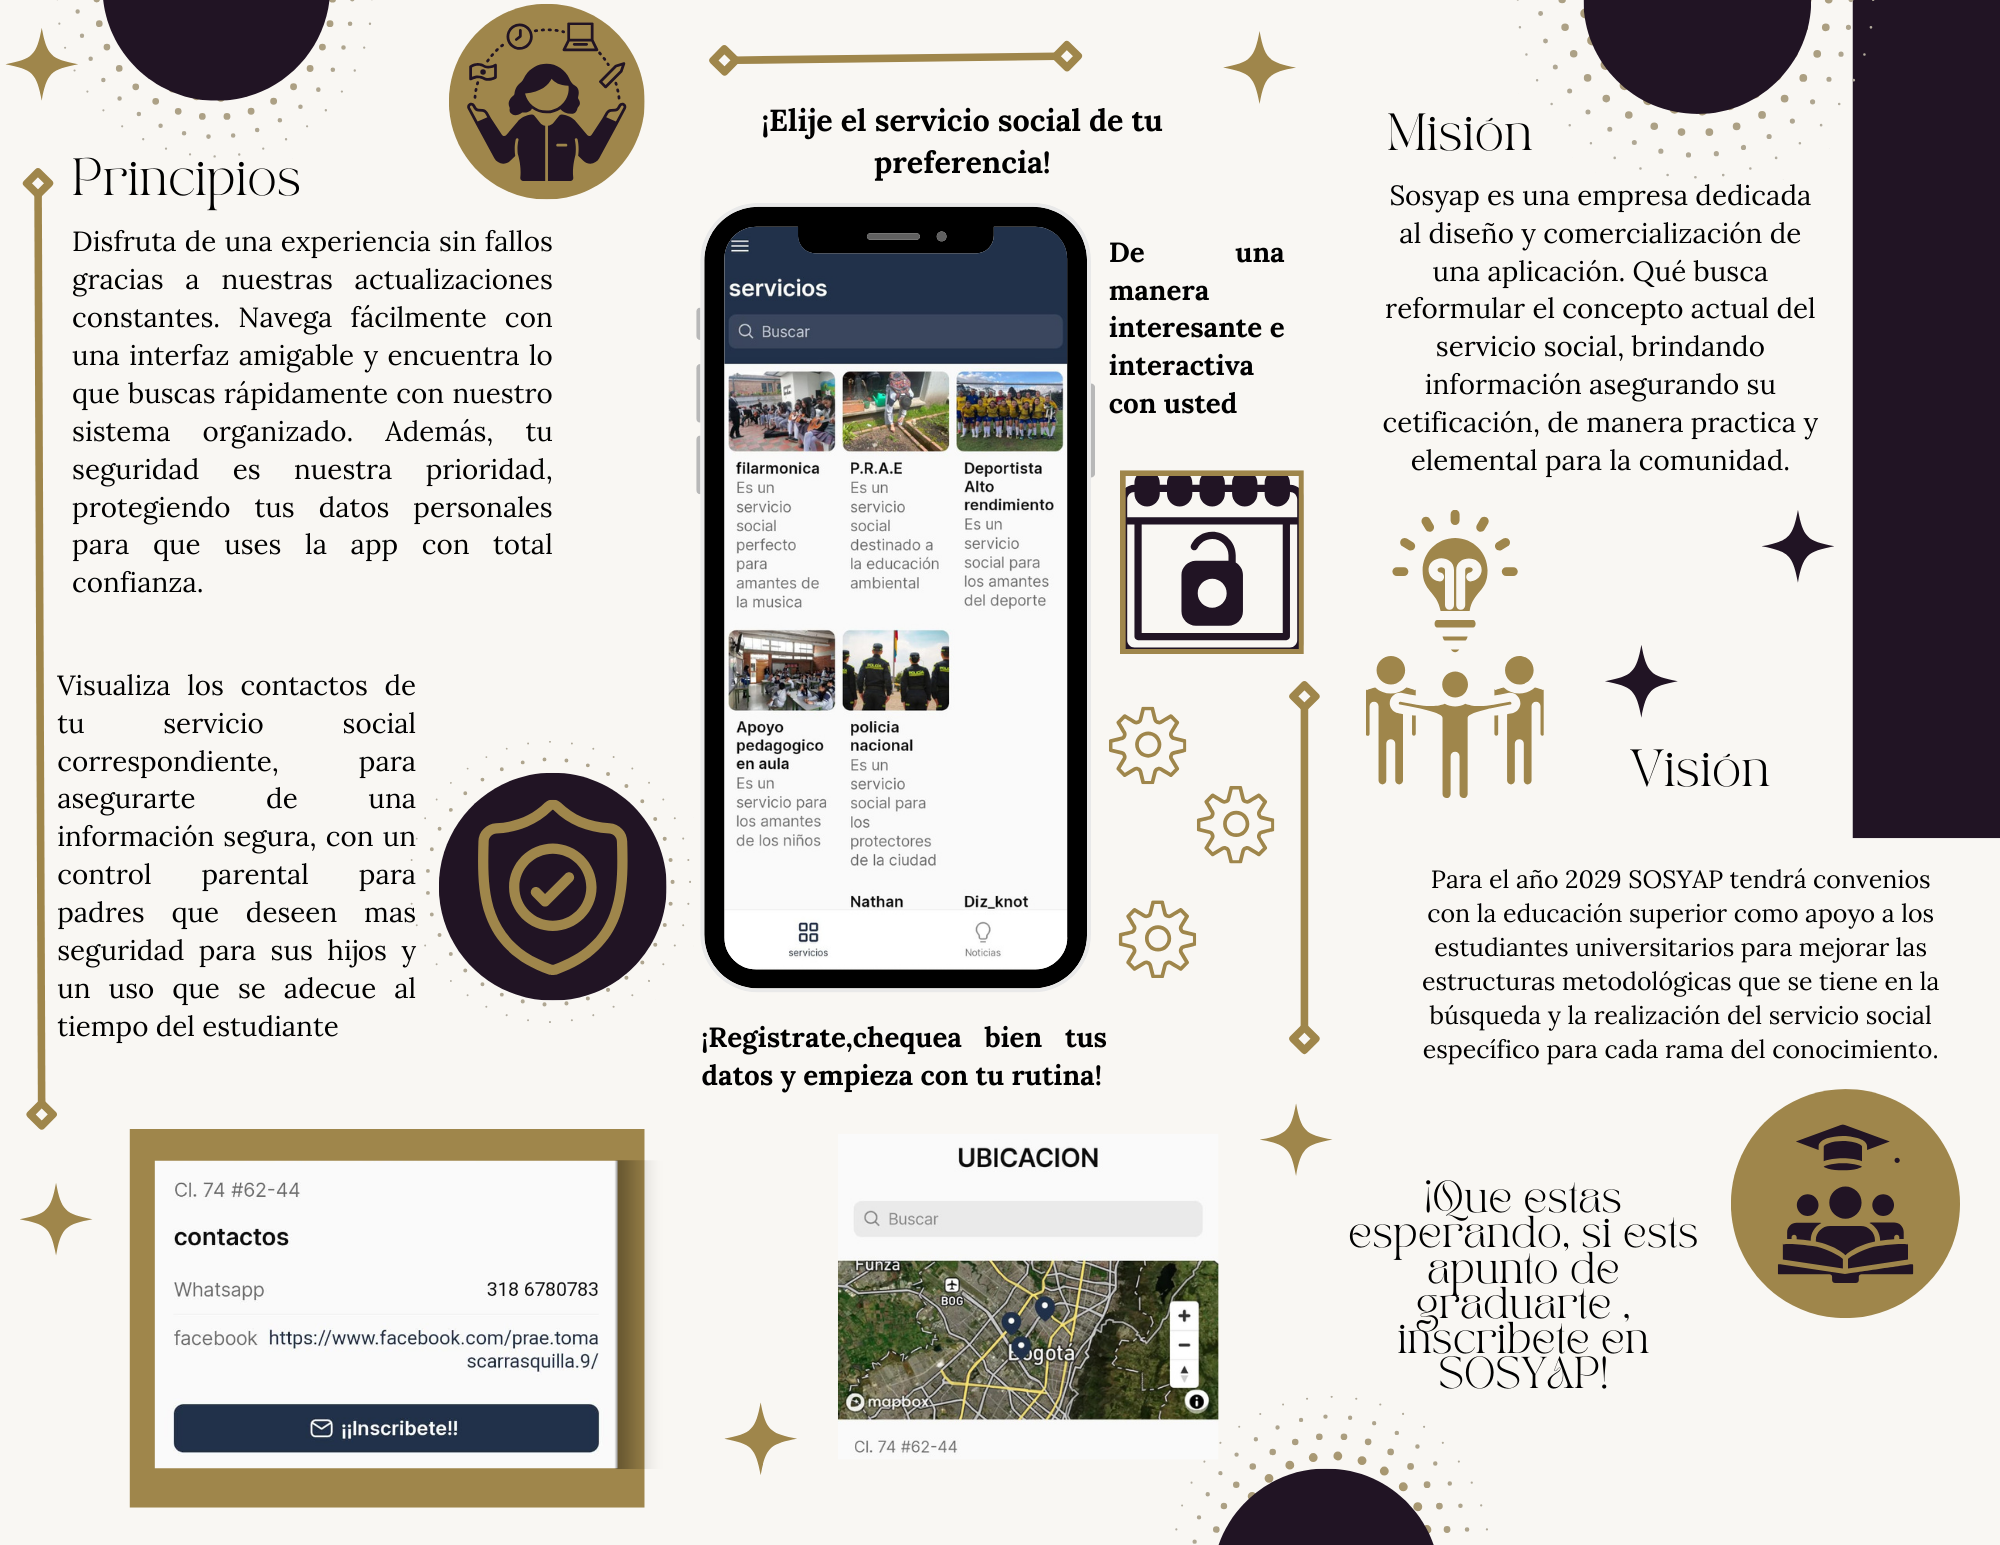 Principios
Disfruta de una experiencia sin fallos
gracias a nuestras actualizaciones
constantes. Navega fácilmente con
una interfaz amigable y encuentra lo
que buscas rápidamente con nuestro
sistema organizado. Además, tu
seguridad es nuestra prioridad,
protegiendo tus datos personales
para que uses la app con total
confianza.
Visualiza los contactos de
tu servicio social
correspondiente, para
asegurarte de una
información segura, con un
control parental para
padres que deseen mas
seguridad para sus hijos y
un uso que se adecue al
tiempo del estudiante
Cl. 74 #62-44
contactos
Whatsapp 318 6780783
facebook https://www.facebook.com/prae.toma
scarrasquilla.9/
¡¡Inscribete!!
¡Elije el servicio social de tu
preferencia!
servicios
Buscar
filarmonica
Es un
servicio
social
perfecto
para
amantes de
la musica
P.R.A.E
Es un
servicio
social
destinado a
la educación
ambiental
Deportista
Alto
rendimiento
Es un
servicio
social para
los amantes
del deporte
Apoyo
pedagogico
en aula
Es un
servicio para
los amantes
de los niños
policia
nacional
Es un
servicio
social para
los
protectores
de la ciudad
Nathan
Diz_knot
servicios
Noticias
De una
manera
interesante e
interactiva
con usted
¡Registrate,chequea bien tus
datos y empieza con tu rutina!
UBICACION
Buscar
Funza
BOG
Bogotá
mapbox
Cl. 74 #62-44
Misión
Sosyap es una empresa dedicada
al diseño y comercialización de
una aplicación. Qué busca
reformular el concepto actual del
servicio social, brindando
información asegurando su
cetificación, de manera practica y
elemental para la comunidad.
Visión
Para el año 2029 SOSYAP tendrá convenios
con la educación superior como apoyo a los
estudiantes universitarios para mejorar las
estructuras metodológicas que se tiene en la
búsqueda y la realización del servicio social
específico para cada rama del conocimiento.
¡Que estas
esperando, si ests
apunto de
graduarte ,
inscribete en
SOSYAP!